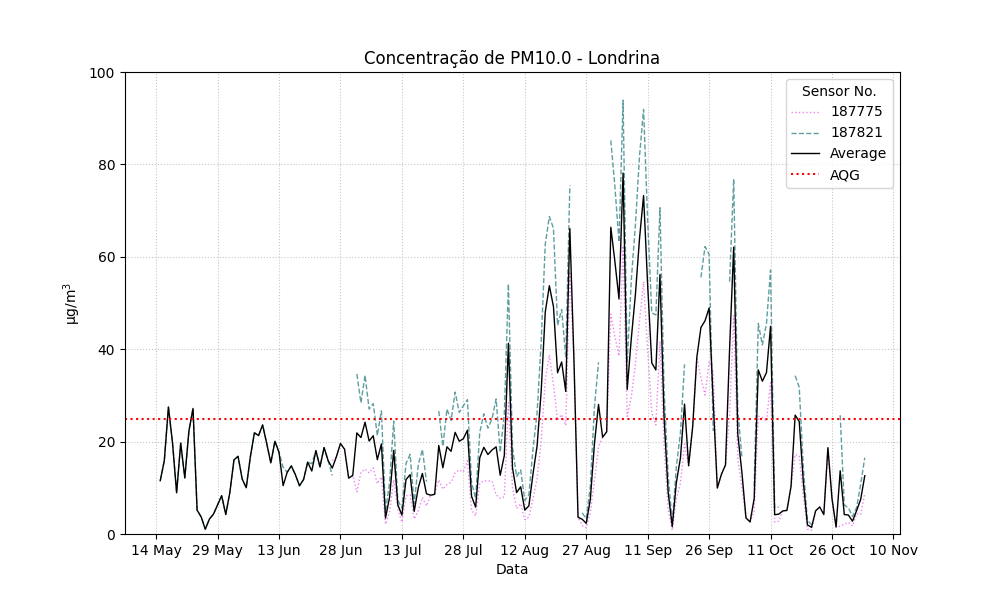 Concentração de PM10.0 - Londrina
Sensor No.
187775
187821
Average
AQG
100
80
60
40
20
0
µg/m³
14 May 29 May 13 Jun 28 Jun 13 Jul 28 Jul 12 Aug 27 Aug 11 Sep 26 Sep 11 Oct 26 Oct 10 Nov
Data